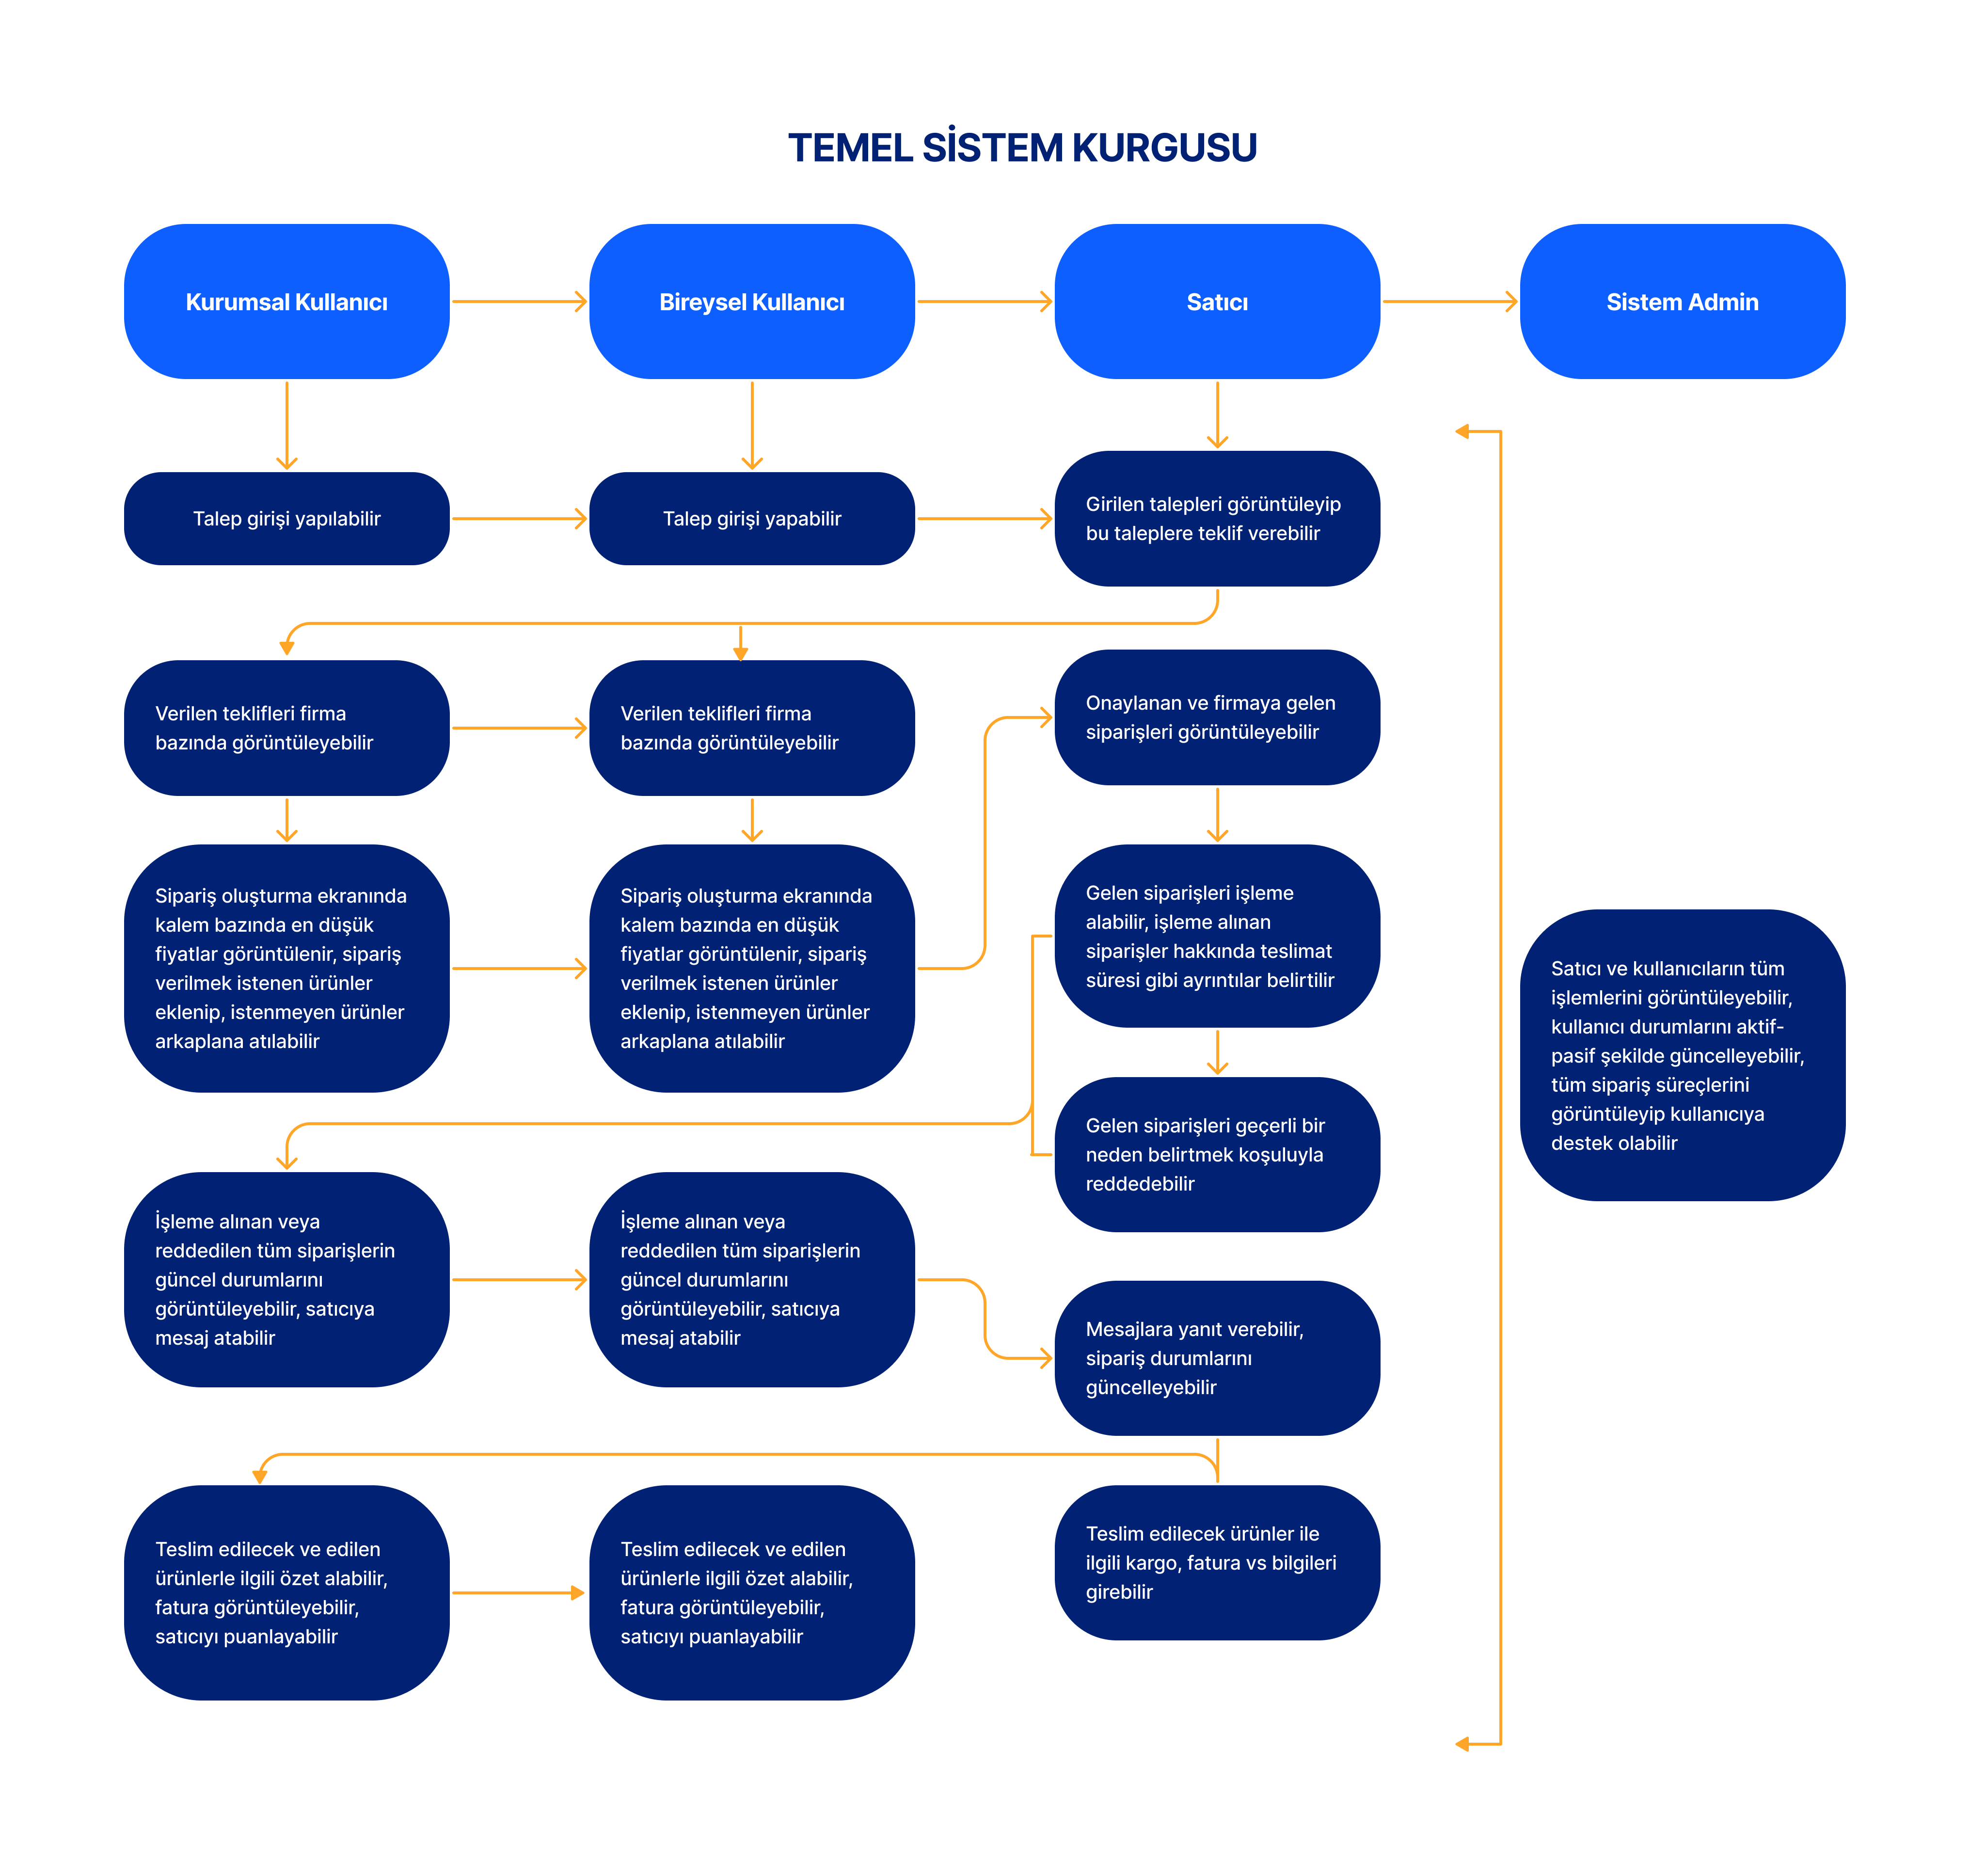 TEMEL SİSTEM KURGUSU
Kurumsal Kullanıcı
Bireysel Kullanıcı
Satıcı
Sistem Admin
Talep girişi yapılabilir
Talep girişi yapabilir
Girilen talepleri görüntüleyip
bu taleplere teklif verebilir
Verilen teklifleri firma
bazında görüntüleyebilir
Verilen teklifleri firma
bazında görüntüleyebilir
Onaylanan ve firmaya gelen
siparişleri görüntüleyebilir
Sipariş oluşturma ekranında
kalem bazında en düşük
fiyatlar görüntülenir, sipariş
verilmek istenen ürünler
eklenip, istenmeyen ürünler
arkaplana atılabilir
Sipariş oluşturma ekranında
kalem bazında en düşük
fiyatlar görüntülenir, sipariş
verilmek istenen ürünler
eklenip, istenmeyen ürünler
arkaplana atılabilir
Gelen siparişleri işleme
alabilir, işleme alınan
siparişler hakkında teslimat
süresi gibi ayrıntılar belirtilir
Satıcı ve kullanıcıların tüm
işlemlerini görüntüleyebilir,
kullanıcı durumlarını aktif-
pasif şekilde güncelleyebilir,
tüm sipariş süreçlerini
görüntüleyip kullanıcıya
destek olabilir
Gelen siparişleri geçerli bir
neden belirtmek koşuluyla
reddedebilir
İşleme alınan veya
reddedilen tüm siparişlerin
güncel durumlarını
görüntüleyebilir, satıcıya
mesaj atabilir
İşleme alınan veya
reddedilen tüm siparişlerin
güncel durumlarını
görüntüleyebilir, satıcıya
mesaj atabilir
Mesajlara yanıt verebilir,
sipariş durumlarını
güncelleyebilir
Teslim edilecek ve edilen
ürünlerle ilgili özet alabilir,
fatura görüntüleyebilir,
satıcıyı puanlayabilir
Teslim edilecek ve edilen
ürünlerle ilgili özet alabilir,
fatura görüntüleyebilir,
satıcıyı puanlayabilir
Teslim edilecek ürünler ile
ilgili kargo, fatura vs bilgileri
girebilir